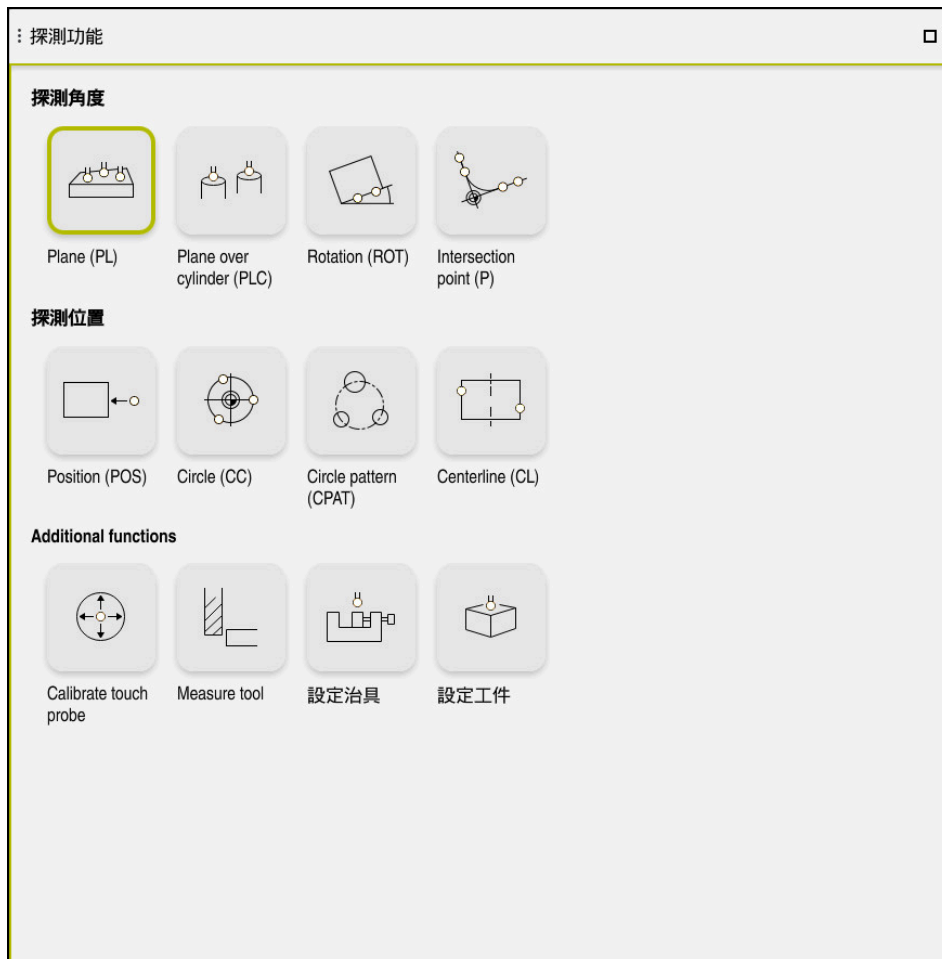 探測功能
探測角度
Plane (PL)
Plane over
cylinder (PLC)
Rotation (ROT)
Intersection
point (P)
探測位置
Position (POS)
Circle (CC)
Circle pattern
(CPAT)
Centerline (CL)
Additional functions
Calibrate touch
probe
Measure tool
設定治具
設定工件